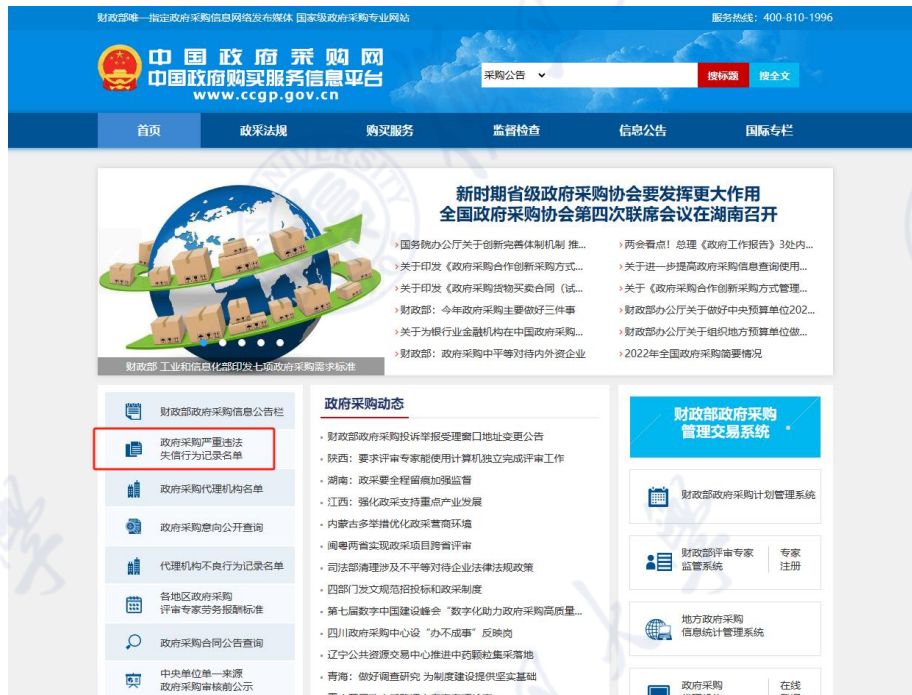 财政部唯一指定政府采购信息网络发布媒体 国家级政府采购专业网站
服务热线：400-810-1996
中国政府采购网
中国政府购买服务信息平台
www.ccgp.gov.cn
采购公告
搜标题
搜全文
首页
政采法规
购买服务
监督检查
信息公告
国际专栏
新时期省级政府采购协会要发挥更大作用
全国政府采购协会第四次联席会议在湖南召开
国务院办公厅关于创新完善体制机制 推...
关于印发《政府采购合作创新采购方式...
关于印发《政府采购货物买卖合同（试...
财政部：今年政府采购主要做好三件事
关于为银行业金融机构在中国政府采购...
财政部：政府采购中平等对待内外资企业
两会看点！总理《政府工作报告》3处内...
关于进一步提高政府采购信息查询使用...
关于《政府采购合作创新采购方式管理...
财政部办公厅关于做好中央预算单位202...
财政部办公厅关于组织地方预算单位做...
2022年全国政府采购简要情况
财政部 工业和信息化部印发七项政府采购需求标准
财政部政府采购信息公告栏
政府采购严重违法
失信行为记录名单
政府采购代理机构名单
政府采购意向公开查询
代理机构不良行为记录名单
各地区政府采购
评审专家劳务报酬标准
政府采购合同公告查询
中央单位单一来源
政府采购审核前公示
政府采购动态
财政部政府采购投诉举报受理窗口地址变更公告
陕西：要求评审专家能使用计算机独立完成评审工作
湖南：政采要全程留痕加强监督
江西：强化政采支持重点产业发展
内蒙古多举措优化政采营商环境
闽粤两省实现政采项目跨省评审
司法部清理涉及不平等对待企业法律法规政策
四部门发文规范招投标和政采制度
第七届数字中国建设峰会“数字化助力政府采购高质量...
四川政府采购中心设“办不成事”反映岗
辽宁公共资源交易中心推进中药颗粒集采落地
青海：做好调查研究 为制度建设提供坚实基础
财政部政府采购
管理交易系统
财政部政府采购计划管理系统
财政部评审专家
监管系统
专家
注册
地方政府采购
信息统计管理系统
政府采购
在线